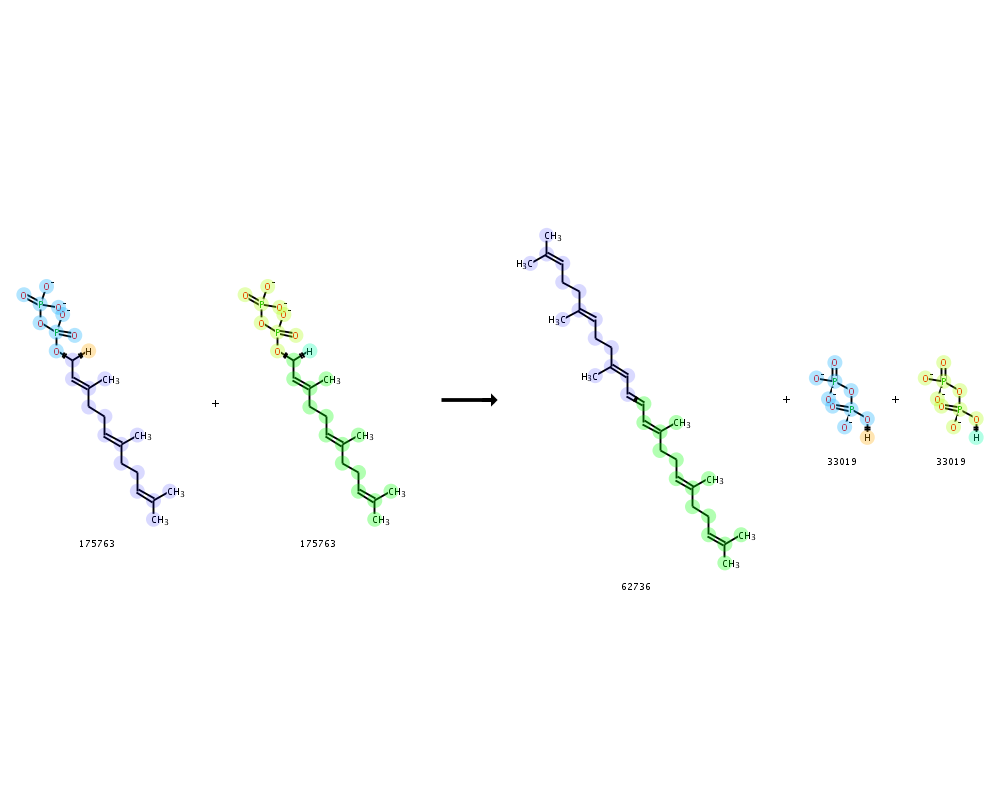 CH₃
H₃C
H₃C
O⁻
O
P
O⁻
O⁻
O
P
O
O
H
CH₃
CH₃
CH₃
CH₃
175763
+
O⁻
O
P
O⁻
O⁻
O
P
O
O
H
CH₃
CH₃
CH₃
CH₃
175763
H₃C
CH₃
CH₃
CH₃
CH₃
62736
+
O
O⁻
P
O
O⁻
O
P
O⁻
O
H
33019
+
O
O⁻
P
O
O⁻
O
P
O⁻
O
H
33019